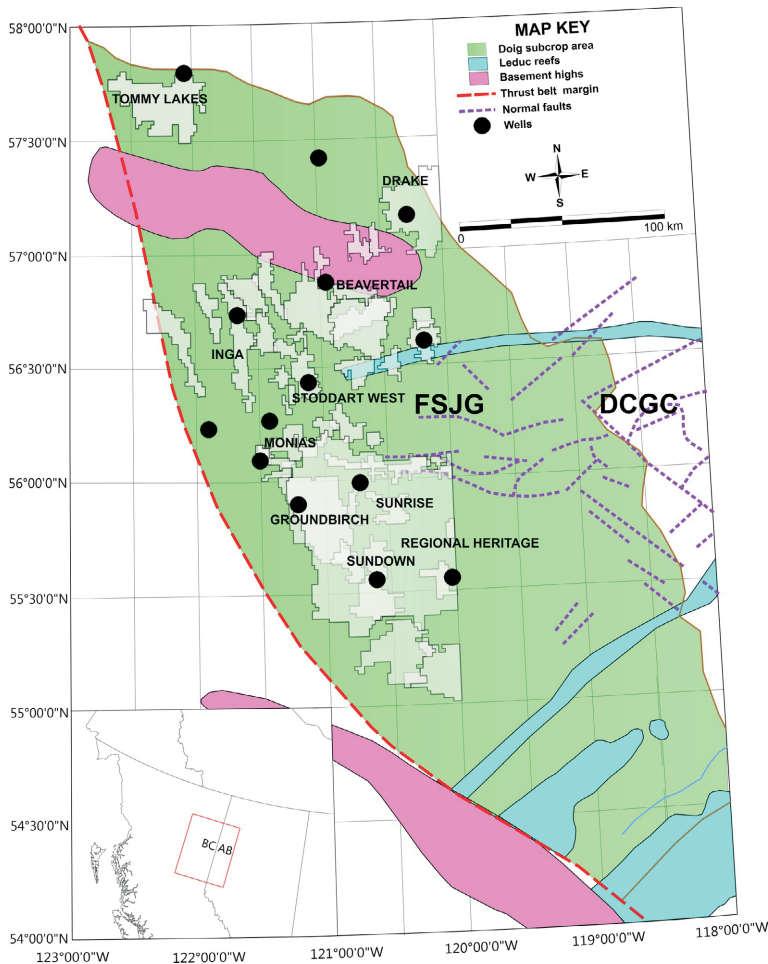 58°00'0"N
MAP KEY
Doig subcrop area
Leduc reefs
Basement highs
Thrust belt margin
Normal faults
Wells
TOMMY LAKES
57°30'0"N
N
W E
S
DRAKE
0 100 km
57°00'0"N
BEAVERTAIL
INGA
56°30'0"N
STODDART WEST
FSJG DCGC
MONIAS
56°00'0"N
SUNRISE
GROUNDBIRCH
REGIONAL HERITAGE
SUNDOWN
55°30'0"N
55°00'0"N
54°30'0"N
BC AB
54°00'0"N
123°00'0"W 122°00'0"W 121°00'0"W 120°00'0"W 119°00'0"W 118°00'0"W